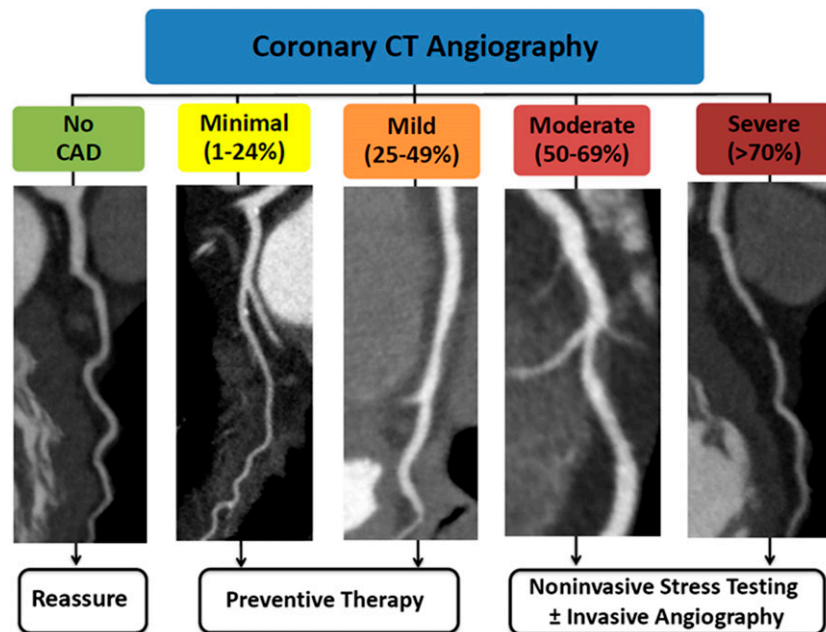 Coronary CT Angiography
No
CAD
Minimal
(1-24%)
Mild
(25-49%)
Moderate
(50-69%)
Severe
(>70%)
Reassure
Preventive Therapy
Noninvasive Stress Testing
± Invasive Angiography